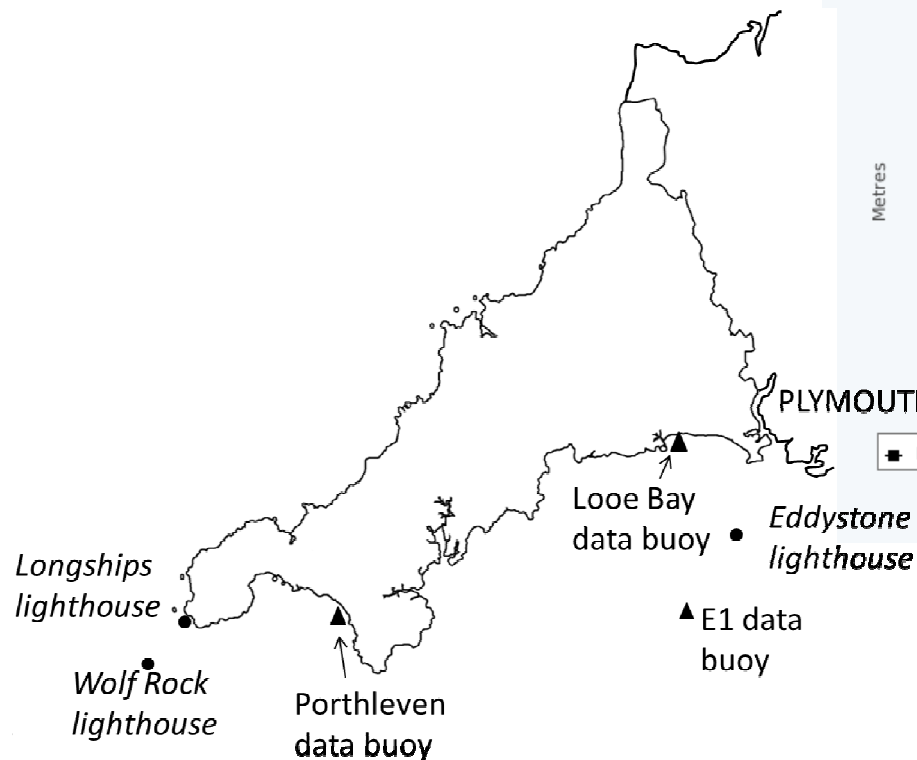 Metres
PLYMOUTH
Looe Bay
data buoy
Eddystone
lighthouse
Longships
lighthouse
E1 data
buoy
Wolf Rock
lighthouse
Porthleven
data buoy